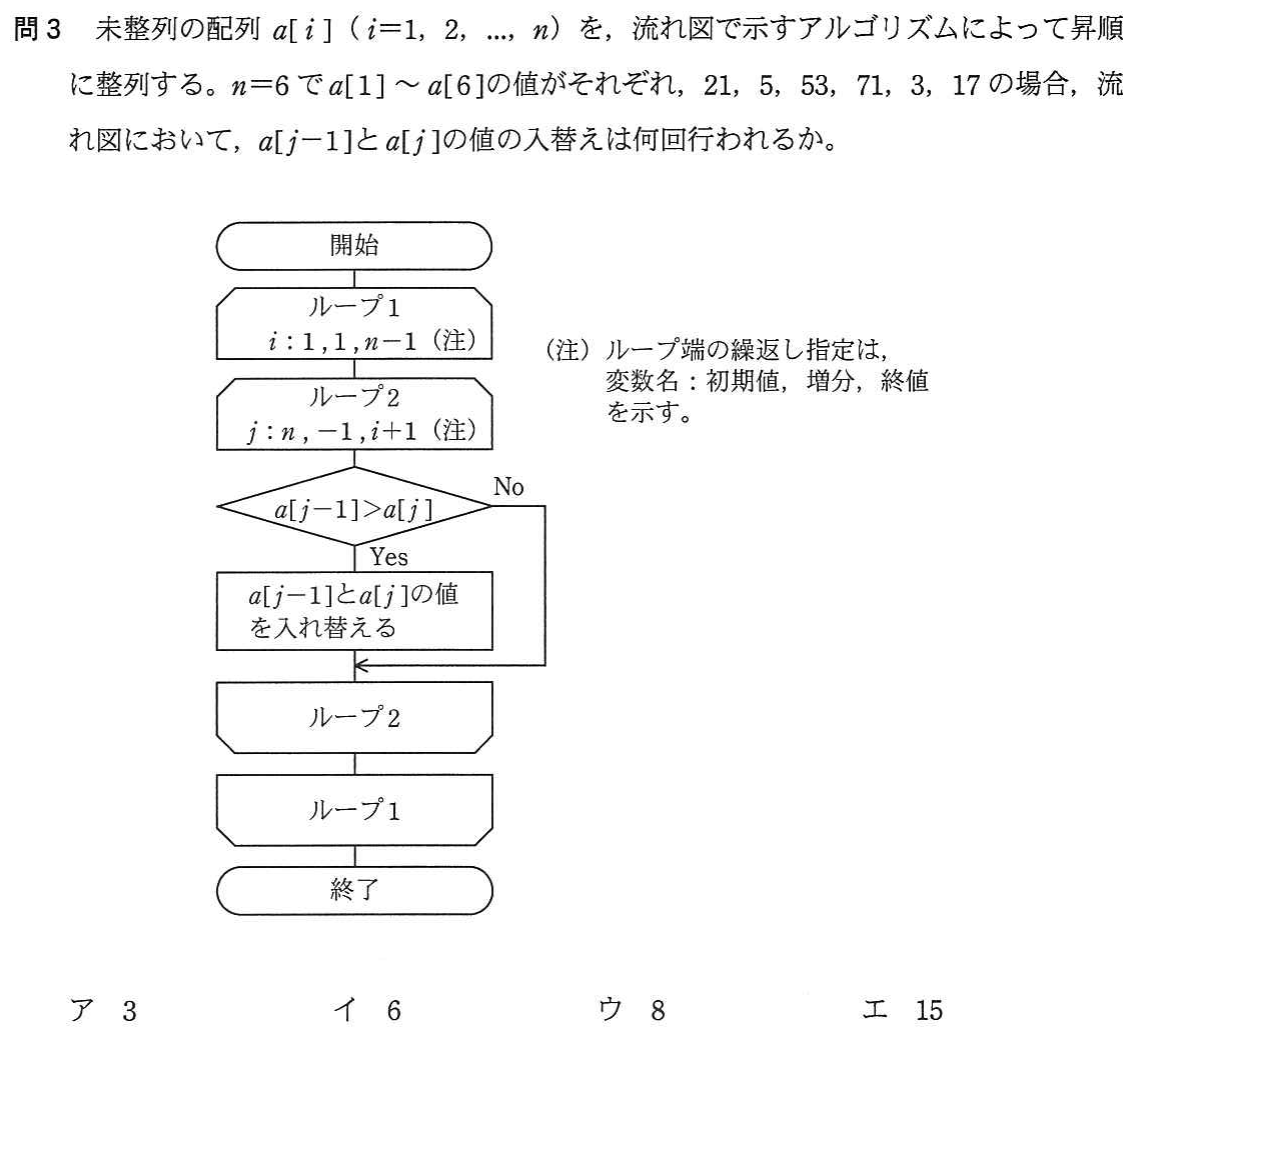 問3 未整列の配列 a[i](i=1, 2, ..., n)を，流れ図で示すアルゴリズムによって昇順
に整列する。n=6でa[1]～a[6]の値がそれぞれ，21，5，53，71，3，17の場合，流
れ図において，a[j-1]とa[j]の値の入替えは何回行われるか。
開始
ループ1
i:1,1,n-1(注)
ループ2
j:n,-1,i+1(注)
(注) ループ端の繰返し指定は，
変数名：初期値，増分，終値
を示す。
a[j-1]>a[j]
No
Yes
a[j-1]とa[j]の値
を入れ替える
ループ2
ループ1
終了
ア 3 イ 6 ウ 8 エ 15